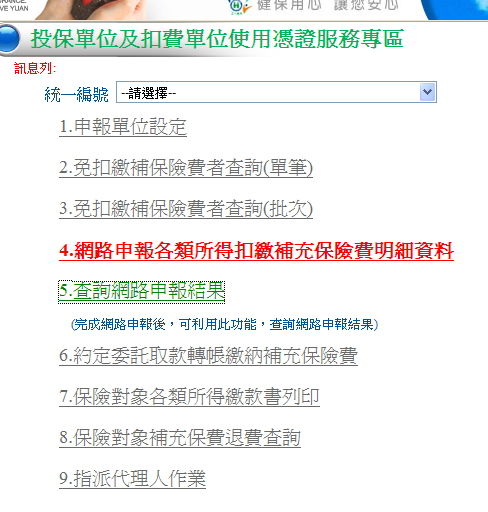 健保用心 讓您安心
VE YUAN
投保單位及扣費單位使用憑證服務專區
訊息列:
統一編號 --請選擇--
1.申報單位設定
2.免扣繳補保險費者查詢(單筆)
3.免扣繳補保險費者查詢(批次)
4.網路申報各類所得扣繳補充保險費明細資料
5.查詢網路申報結果
(完成網路申報後，可利用此功能，查詢網路申報結果)
6.約定委託取款轉帳繳納補充保險費
7.保險對象各類所得繳款書列印
8.保險對象補充保費退費查詢
9.指派代理人作業